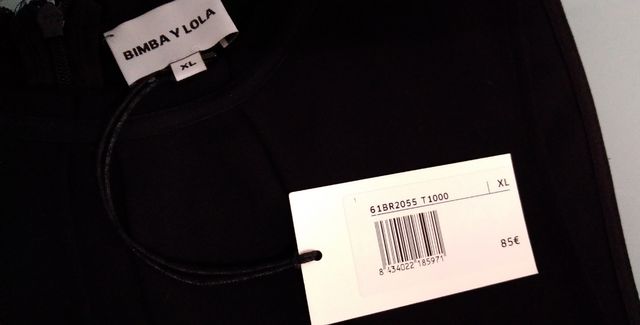 BIMBA Y LOLA
XL
61BR2055 T1000 XL
85€
8 434022 185971